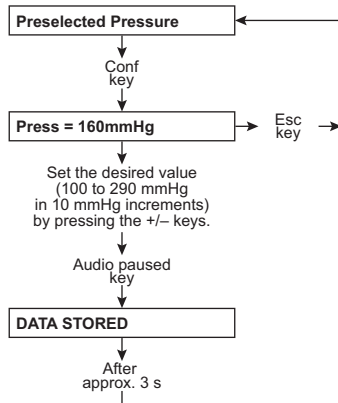 Preselected Pressure
Conf
key
Press = 160mmHg
Esc
key
Set the desired value
(100 to 290 mmHg
in 10 mmHg increments)
by pressing the +/– keys.
Audio paused
key
DATA STORED
After
approx. 3 s